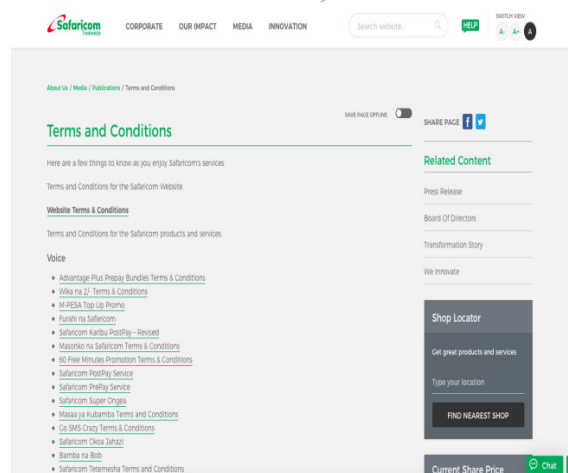 Safaricom
CORPORATE
OUR IMPACT
MEDIA
INNOVATION
Search website...
HELP
SWITCH VIEW
A-
A+
A
About Us / Media / Publications / Terms and Conditions
SAVE PAGE OFFLINE
SHARE PAGE
Terms and Conditions
Here are a few things to know as you enjoy Safaricom's services.
Terms and Conditions for the Safaricom Website.
Website Terms & Conditions
Terms and Conditions for the Safaricom products and services.
Voice
Advantage Plus Prepay Bundles Terms & Conditions
Wika na 2/- Terms & Conditions
M-PESA Top Up Promo
Furahi na Safaricom
Safaricom Karibu PostPay - Revised
Masonko na Safaricom Terms & Conditions
60 Free Minutes Promotion Terms & Conditions
Safaricom PostPay Service
Safaricom PrePay Service
Safaricom Super Ongea
Masaa ya Kubamba Terms and Conditions
Go SMS Crazy Terms & Conditions
Safaricom Okoa Jahazi
Bamba na Bob
Safaricom Tetemesha Terms and Conditions
Related Content
Press Release
Board Of Directors
Transformation Story
We Innovate
Shop Locator
Get great products and services
Type your location
FIND NEAREST SHOP
Current Share Price
Chat